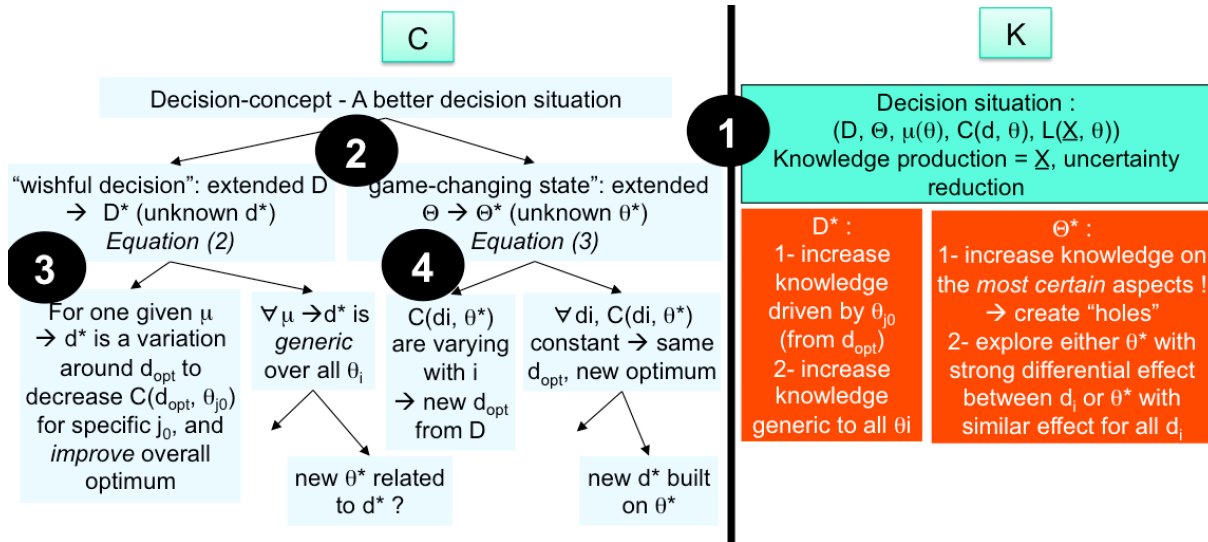 C
Decision-concept - A better decision situation
2
“wishful decision”: extended D
→ D* (unknown d*)
Equation (2)
“game-changing state”: extended
Θ → Θ* (unknown θ*)
Equation (3)
3
For one given μ
→ d* is a variation
around dopt to
decrease C(dopt, θj0)
for specific j0, and
improve overall
optimum
∀ μ → d* is
generic
over all θi
new θ* related
to d* ?
4
C(di, θ*)
are varying
with i
→ new dopt
from D
∀ di, C(di, θ*)
constant → same
dopt, new optimum
new d* built
on θ*
K
1
Decision situation :
(D, Θ, μ(θ), C(d, θ), L(X, θ))
Knowledge production = X, uncertainty
reduction
D* :
1- increase
knowledge
driven by θj0
(from dopt)
2- increase
knowledge
generic to all θi
Θ* :
1- increase knowledge on
the most certain aspects !
→ create “holes”
2- explore either θ* with
strong differential effect
between di or θ* with
similar effect for all di